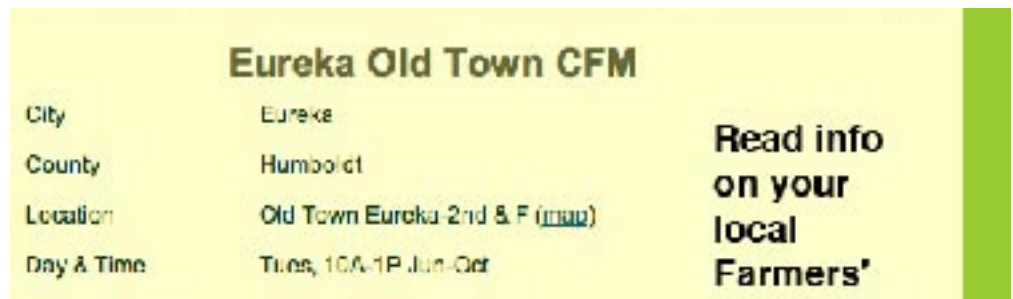 Eureka Old Town CFM
City Eureka
County Humboldt
Location Old Town Eureka-2nd & F (map)
Day & Time Tues, 10A-1P Jun-Oct
Read info
on your
local
Farmers'